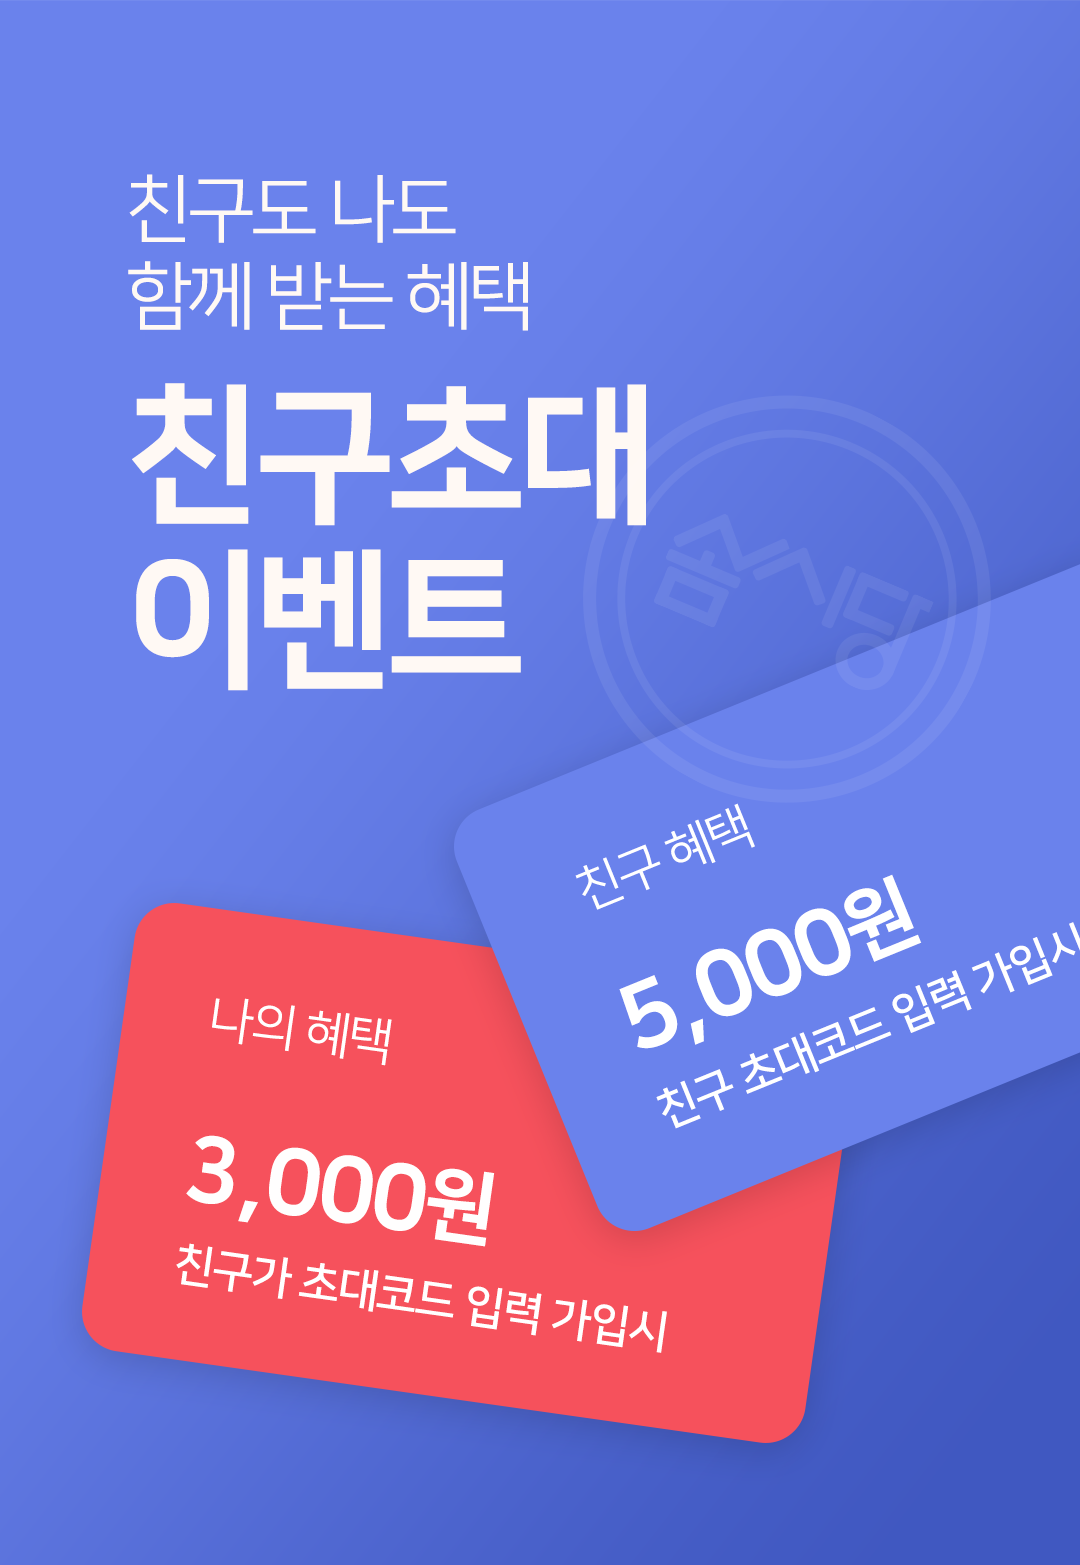 친구도 나도
함께 받는 혜택
친구초대
이벤트
친구 혜택
5,000원
친구 초대코드 입력 가입시
나의 혜택
3,000원
친구가 초대코드 입력 가입시